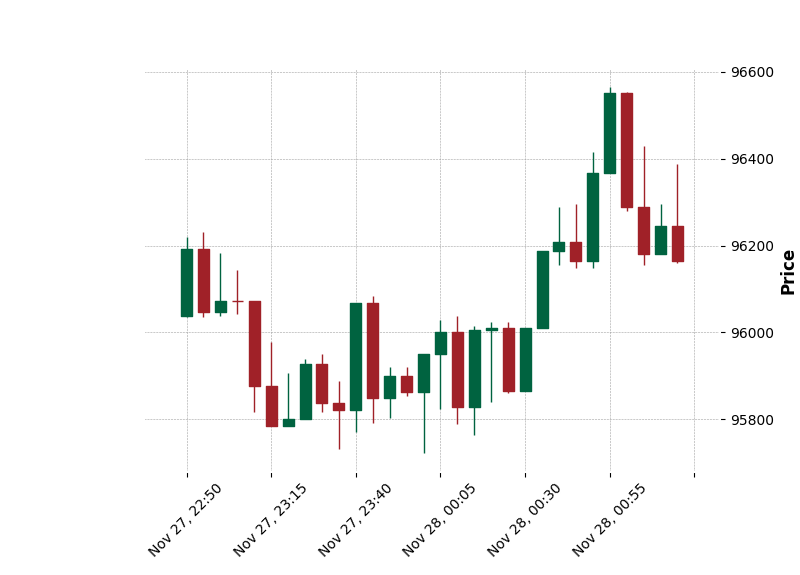 96600
96400
96200
96000
95800
Price
Nov 27, 22:50
Nov 27, 23:15
Nov 27, 23:40
Nov 28, 00:05
Nov 28, 00:30
Nov 28, 00:55